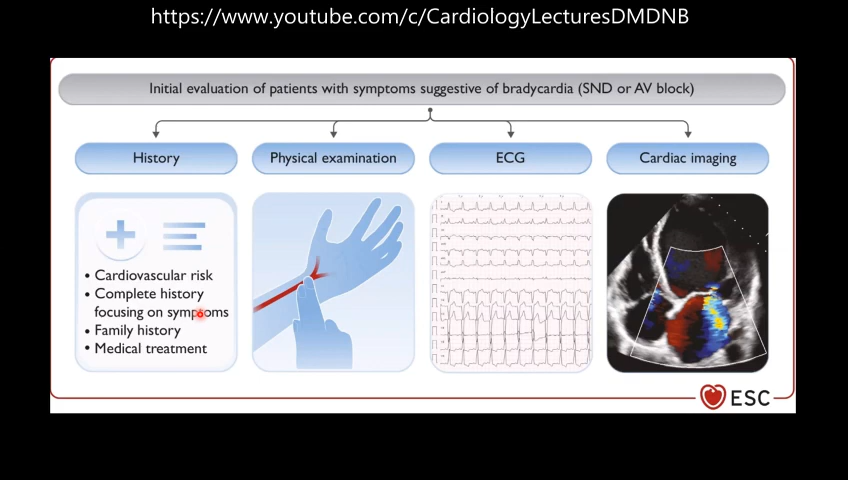 https://www.youtube.com/c/CardiologyLecturesDMDNB
Initial evaluation of patients with symptoms suggestive of bradycardia (SND or AV block)
History
Physical examination
ECG
Cardiac imaging
• Cardiovascular risk
• Complete history
focusing on symptoms
• Family history
• Medical treatment
ESC